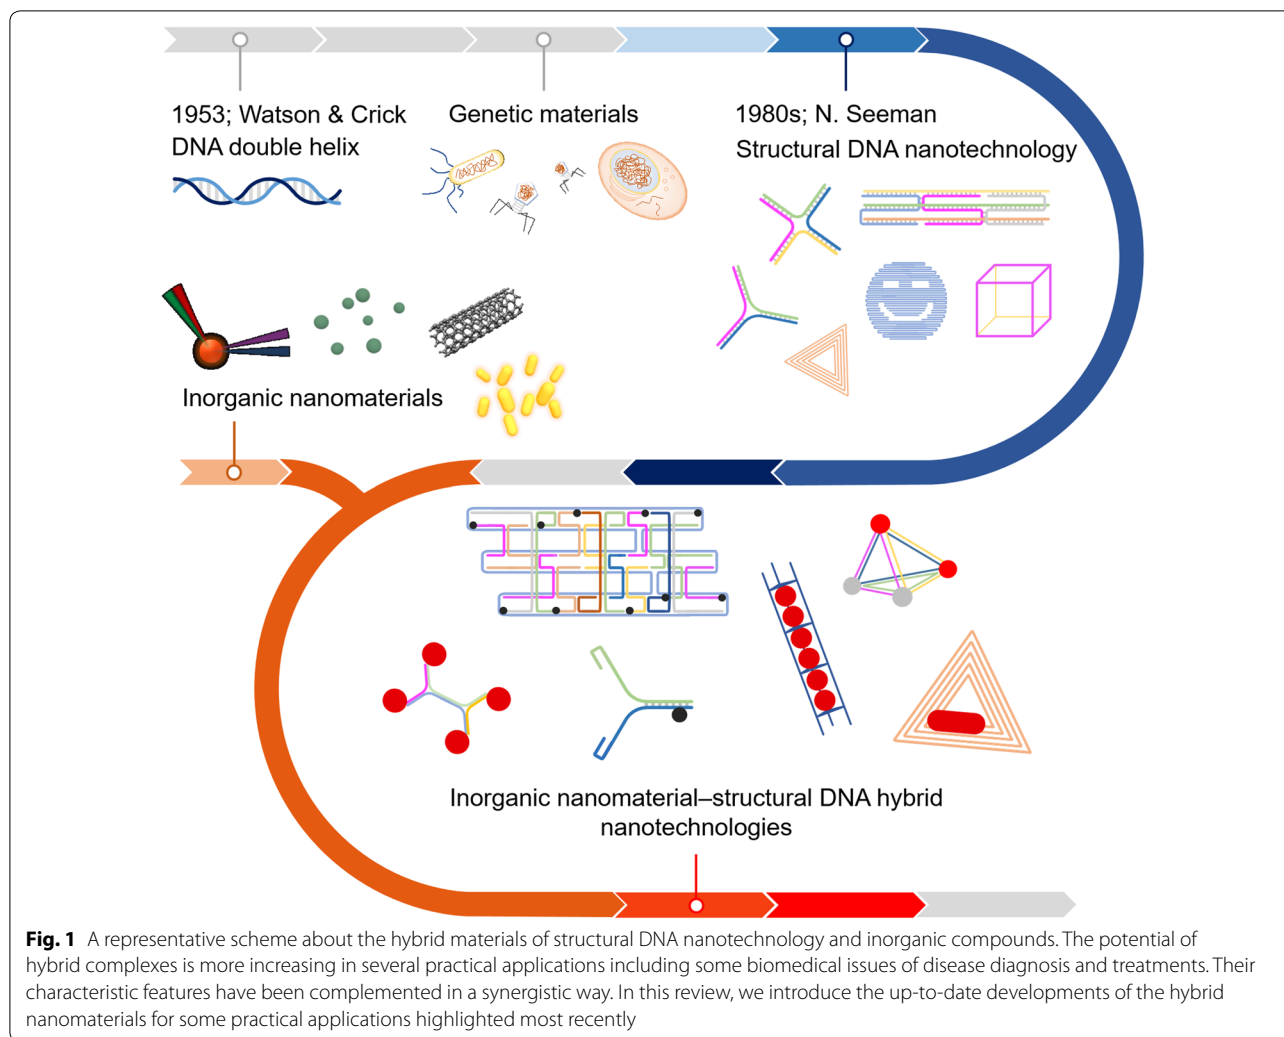 1953; Watson & Crick
DNA double helix
Genetic materials
1980s; N. Seeman
Structural DNA nanotechnology
Inorganic nanomaterials
Inorganic nanomaterial–structural DNA hybrid
nanotechnologies
Fig. 1 A representative scheme about the hybrid materials of structural DNA nanotechnology and inorganic compounds. The potential of
hybrid complexes is more increasing in several practical applications including some biomedical issues of disease diagnosis and treatments. Their
characteristic features have been complemented in a synergistic way. In this review, we introduce the up-to-date developments of the hybrid
nanomaterials for some practical applications highlighted most recently